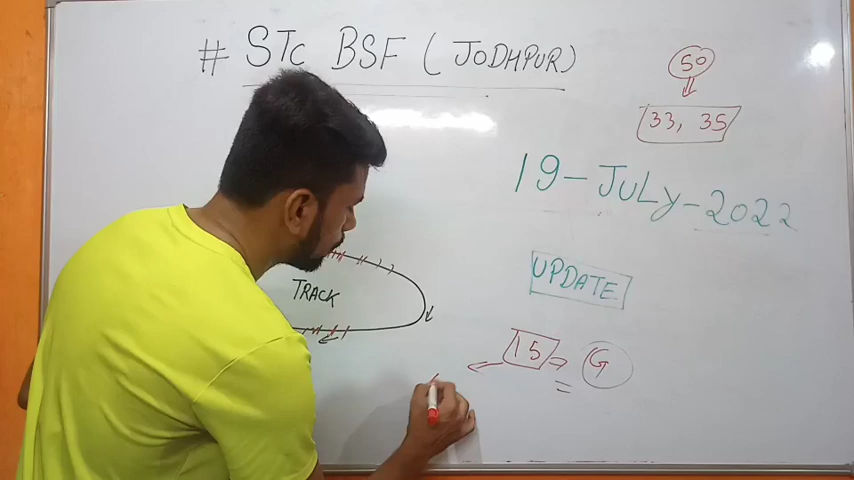 # STC BSF (JODHPUR)
50
33, 35
19-JULY-2022
TRACK
UPDATE
15 G